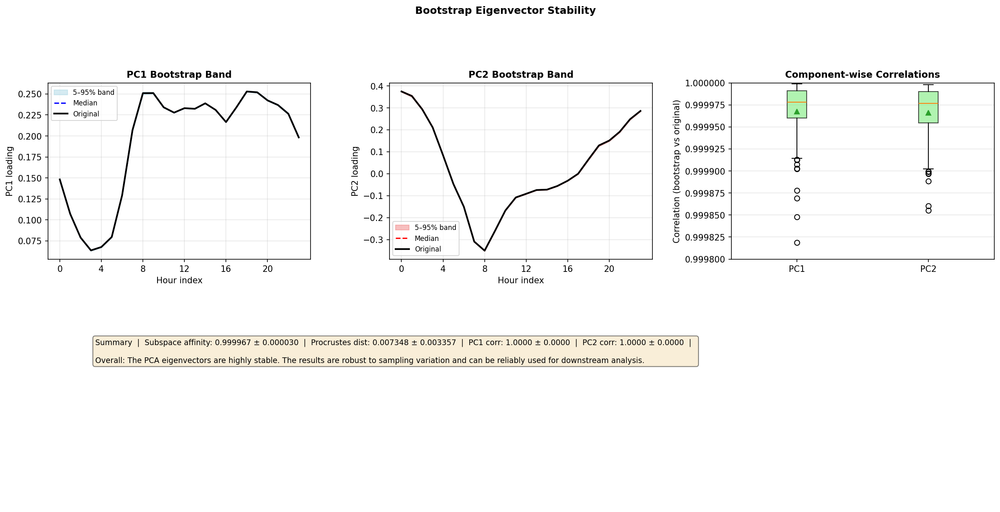 Bootstrap Eigenvector Stability
PC1 Bootstrap Band
PC1 loading
0.250
0.225
0.200
0.175
0.150
0.125
0.100
0.075
5–95% band
Median
Original
0 4 8 12 16 20
Hour index
PC2 Bootstrap Band
PC2 loading
0.4
0.3
0.2
0.1
0.0
−0.1
−0.2
−0.3
5–95% band
Median
Original
0 4 8 12 16 20
Hour index
Component-wise Correlations
Correlation (bootstrap vs original)
1.000000
0.999975
0.999950
0.999925
0.999900
0.999875
0.999850
0.999825
0.999800
PC1 PC2
Summary | Subspace affinity: 0.999967 ± 0.000030 | Procrustes dist: 0.007348 ± 0.003357 | PC1 corr: 1.0000 ± 0.0000 | PC2 corr: 1.0000 ± 0.0000 |
Overall: The PCA eigenvectors are highly stable. The results are robust to sampling variation and can be reliably used for downstream analysis.